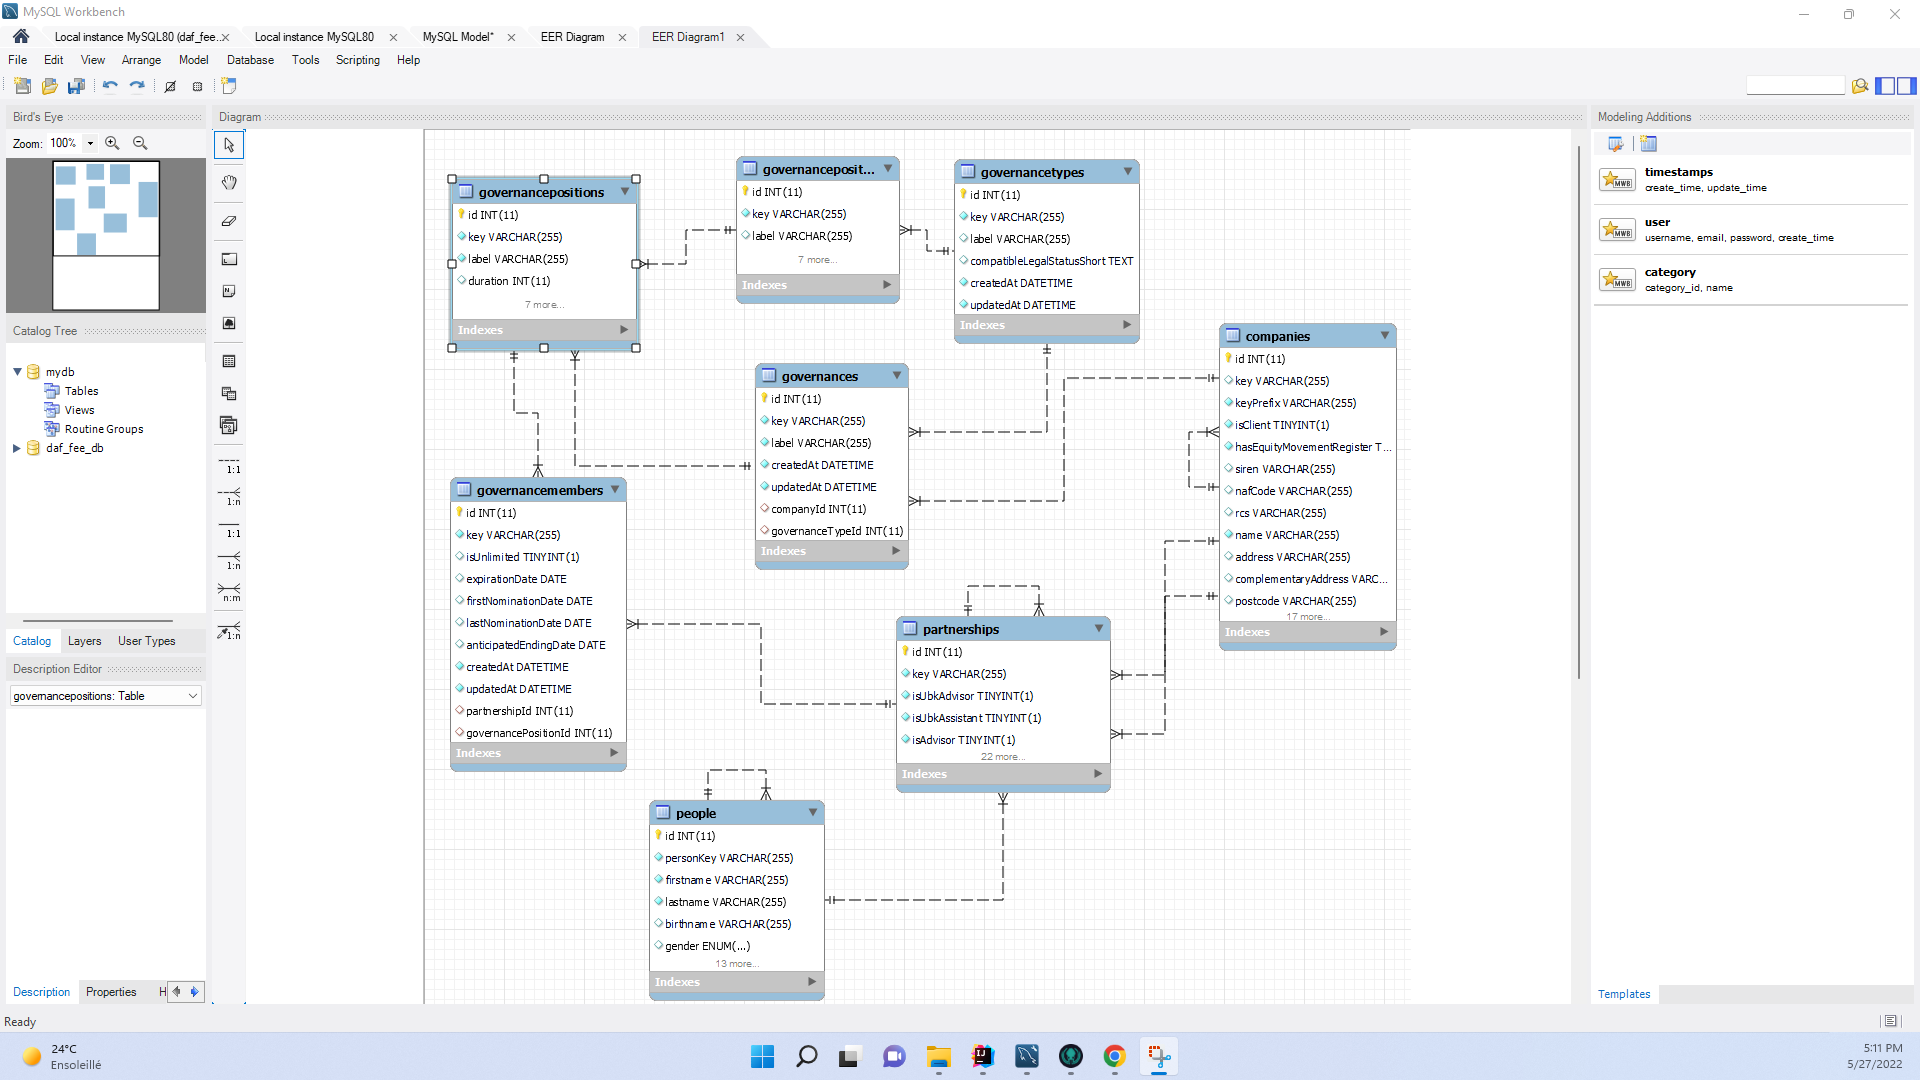 MySQL Workbench
Local instance MySQL80 (daf_fee...
Local instance MySQL80
MySQL Model*
EER Diagram
EER Diagram1
File Edit View Arrange Model Database Tools Scripting Help
Bird's Eye
Zoom: 100%
Catalog Tree
mydb
Tables
Views
Routine Groups
daf_fee_db
Catalog Layers User Types
Description Editor
governancepositions: Table
Description Properties H
Ready
Diagram
1:1
1:n
1:1
1:n
n:m
1:n
governancepositions
id INT(11)
key VARCHAR(255)
label VARCHAR(255)
duration INT(11)
7 more...
Indexes
governanceposit...
id INT(11)
key VARCHAR(255)
label VARCHAR(255)
7 more...
Indexes
governancetypes
id INT(11)
key VARCHAR(255)
label VARCHAR(255)
compatibleLegalStatusShort TEXT
createdAt DATETIME
updatedAt DATETIME
Indexes
governances
id INT(11)
key VARCHAR(255)
label VARCHAR(255)
createdAt DATETIME
updatedAt DATETIME
companyId INT(11)
governanceTypeId INT(11)
Indexes
companies
id INT(11)
key VARCHAR(255)
keyPrefix VARCHAR(255)
isClient TINYINT(1)
hasEquityMovementRegister T...
siren VARCHAR(255)
nafCode VARCHAR(255)
rcs VARCHAR(255)
name VARCHAR(255)
address VARCHAR(255)
complementaryAddress VARC...
postcode VARCHAR(255)
17 more...
Indexes
governancemembers
id INT(11)
key VARCHAR(255)
isUnlimited TINYINT(1)
expirationDate DATE
firstNominationDate DATE
lastNominationDate DATE
anticipatedEndingDate DATE
createdAt DATETIME
updatedAt DATETIME
partnershipId INT(11)
governancePositionId INT(11)
Indexes
partnerships
id INT(11)
key VARCHAR(255)
isUbkAdvisor TINYINT(1)
isUbkAssistant TINYINT(1)
isAdvisor TINYINT(1)
22 more...
Indexes
people
id INT(11)
personKey VARCHAR(255)
firstname VARCHAR(255)
lastname VARCHAR(255)
birthname VARCHAR(255)
gender ENUM(...)
13 more...
Indexes
Modeling Additions
MWB
timestamps
create_time, update_time
MWB
user
username, email, password, create_time
MWB
category
category_id, name
Templates
24°C
Ensoleillé
5:11 PM
5/27/2022